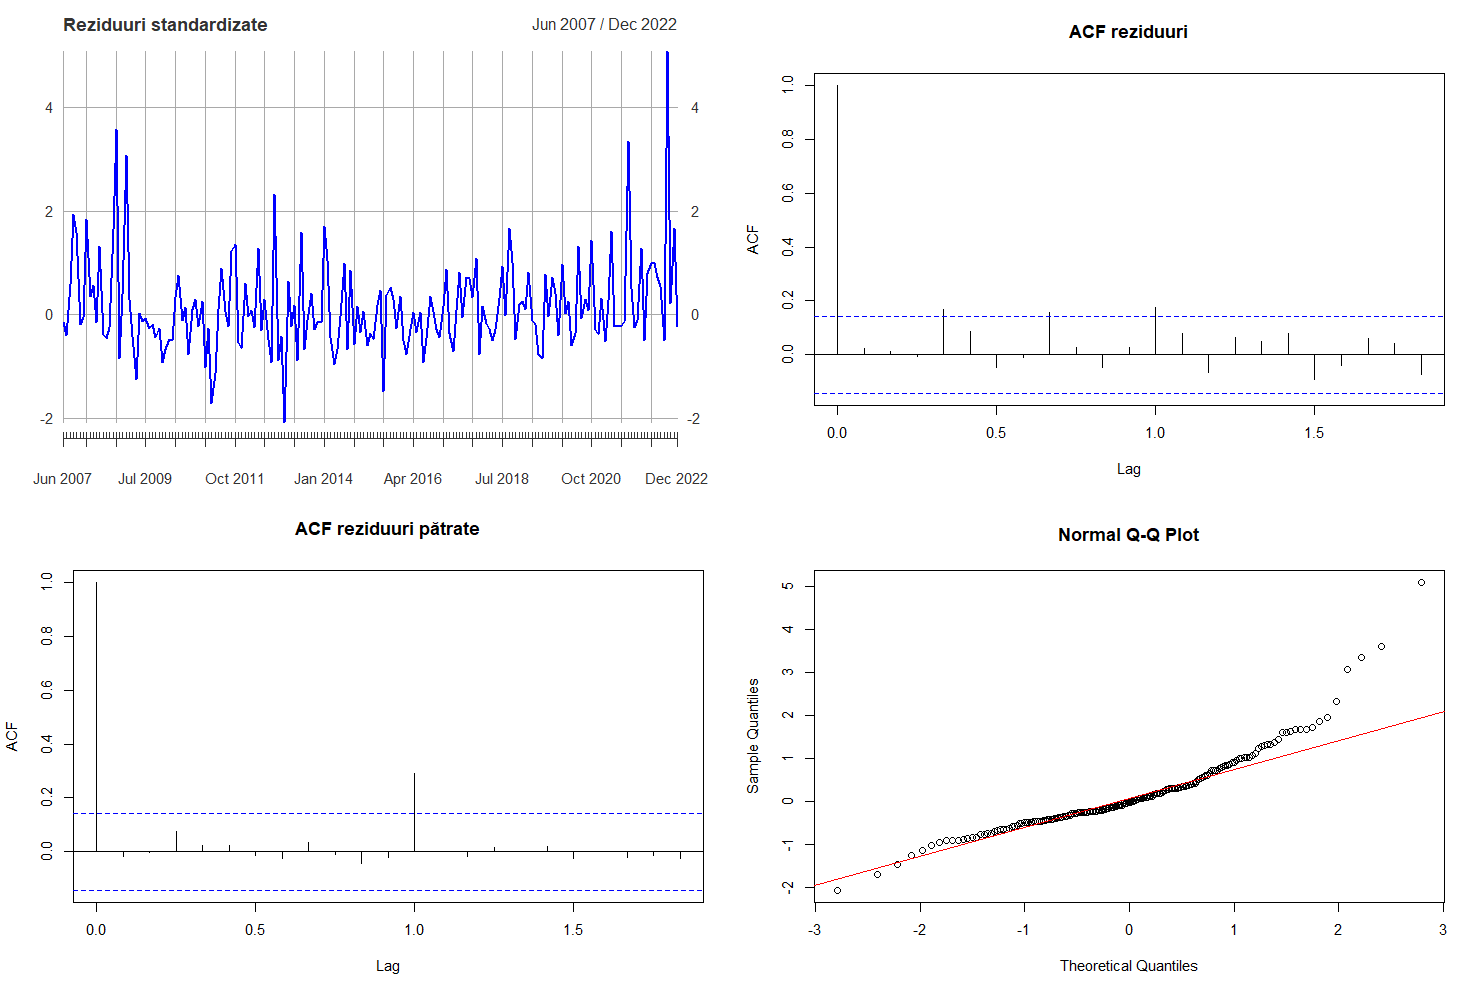 Reziduuri standardizate
Jun 2007 / Dec 2022
4
2
0
-2
4
2
0
-2
Jun 2007
Jul 2009
Oct 2011
Jan 2014
Apr 2016
Jul 2018
Oct 2020
Dec 2022
ACF reziduuri
ACF
1.0
0.8
0.6
0.4
0.2
0.0
0.0
0.5
1.0
1.5
Lag
ACF reziduuri pătrate
ACF
1.0
0.8
0.6
0.4
0.2
0.0
0.0
0.5
1.0
1.5
Lag
Normal Q-Q Plot
Sample Quantiles
5
4
3
2
1
0
-1
-2
-3
-2
-1
0
1
2
3
Theoretical Quantiles